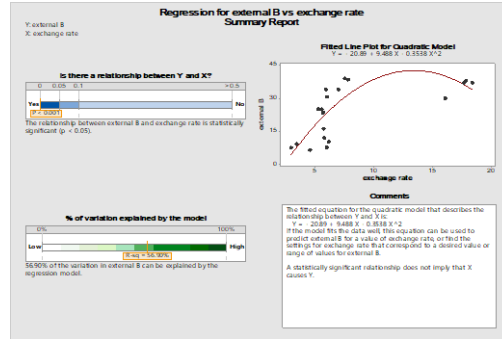 Regression for external B vs exchange rate
Summary Report
Y: external B
X: exchange rate
Is there a relationship between Y and X?
0 0.05 0.1 >0.5
Yes No
P < 0.001
The relationship between external B and exchange rate is statistically
significant (p < 0.05).
% of variation explained by the model
0% 100%
Low High
R-sq = 56.90%
56.90% of the variation in external B can be explained by the
regression model.
Fitted Line Plot for Quadratic Model
Y = - 20.89 + 9.488 X - 0.3538 X^2
45
30
15
0
external B
5 10 15 20
exchange rate
Comments
The fitted equation for the quadratic model that describes the
relationship between Y and X is:
Y = - 20.89 + 9.488 X - 0.3538 X^2
If the model fits the data well, this equation can be used to
predict external B for a value of exchange rate, or find the
settings for exchange rate that correspond to a desired value or
range of values for external B.
A statistically significant relationship does not imply that X
causes Y.